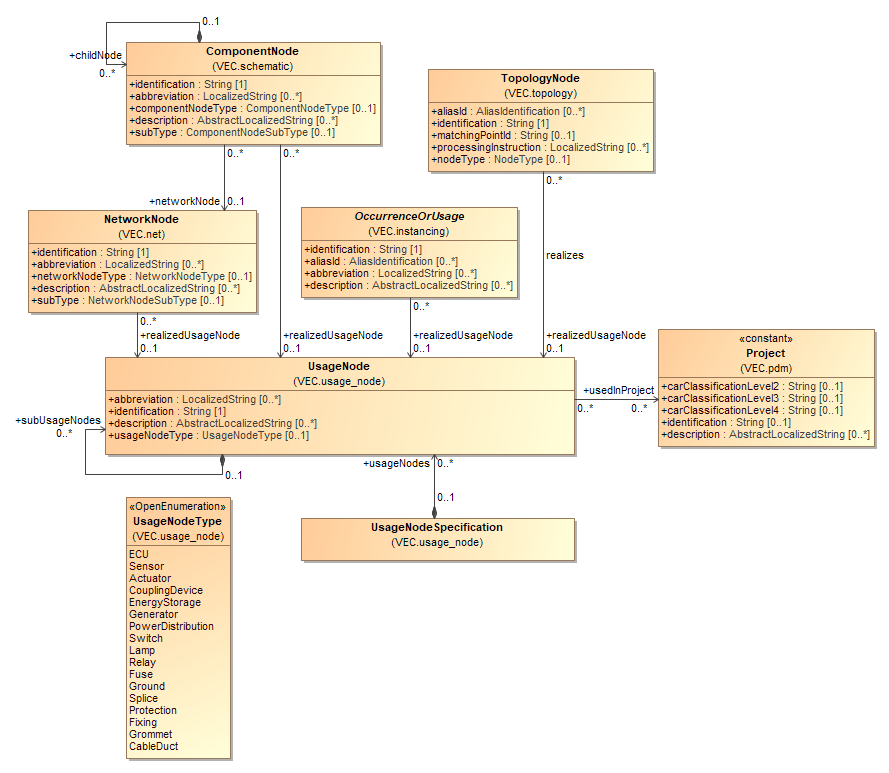 0..1
+childNode
0..*
ComponentNode
(VEC.schematic)
+identification : String [1]
+abbreviation : LocalizedString [0..*]
+componentNodeType : ComponentNodeType [0..1]
+description : AbstractLocalizedString [0..*]
+subType : ComponentNodeSubType [0..1]
TopologyNode
(VEC.topology)
+aliasId : AliasIdentification [0..*]
+identification : String [1]
+matchingPointId : String [0..1]
+processingInstruction : LocalizedString [0..*]
+nodeType : NodeType [0..1]
0..*
0..*
0..*
+networkNode
0..1
NetworkNode
(VEC.net)
+identification : String [1]
+abbreviation : LocalizedString [0..*]
+networkNodeType : NetworkNodeType [0..1]
+description : AbstractLocalizedString [0..*]
+subType : NetworkNodeSubType [0..1]
OccurrenceOrUsage
(VEC.instancing)
+identification : String [1]
+aliasId : AliasIdentification [0..*]
+abbreviation : LocalizedString [0..*]
+description : AbstractLocalizedString [0..*]
realizes
0..*
0..*
+realizedUsageNode
0..1
+realizedUsageNode
0..1
+realizedUsageNode
0..1
+realizedUsageNode
0..1
«constant»
Project
(VEC.pdm)
+carClassificationLevel2 : String [0..1]
+carClassificationLevel3 : String [0..1]
+carClassificationLevel4 : String [0..1]
+identification : String [0..1]
+description : AbstractLocalizedString [0..*]
UsageNode
(VEC.usage_node)
+abbreviation : LocalizedString [0..*]
+identification : String [1]
+description : AbstractLocalizedString [0..*]
+usageNodeType : UsageNodeType [0..1]
+usedInProject
0..*
0..*
+subUsageNodes
0..*
0..1
+usageNodes
0..*
0..1
UsageNodeSpecification
(VEC.usage_node)
«OpenEnumeration»
UsageNodeType
(VEC.usage_node)
ECU
Sensor
Actuator
CouplingDevice
EnergyStorage
Generator
PowerDistribution
Switch
Lamp
Relay
Fuse
Ground
Splice
Protection
Fixing
Grommet
CableDuct